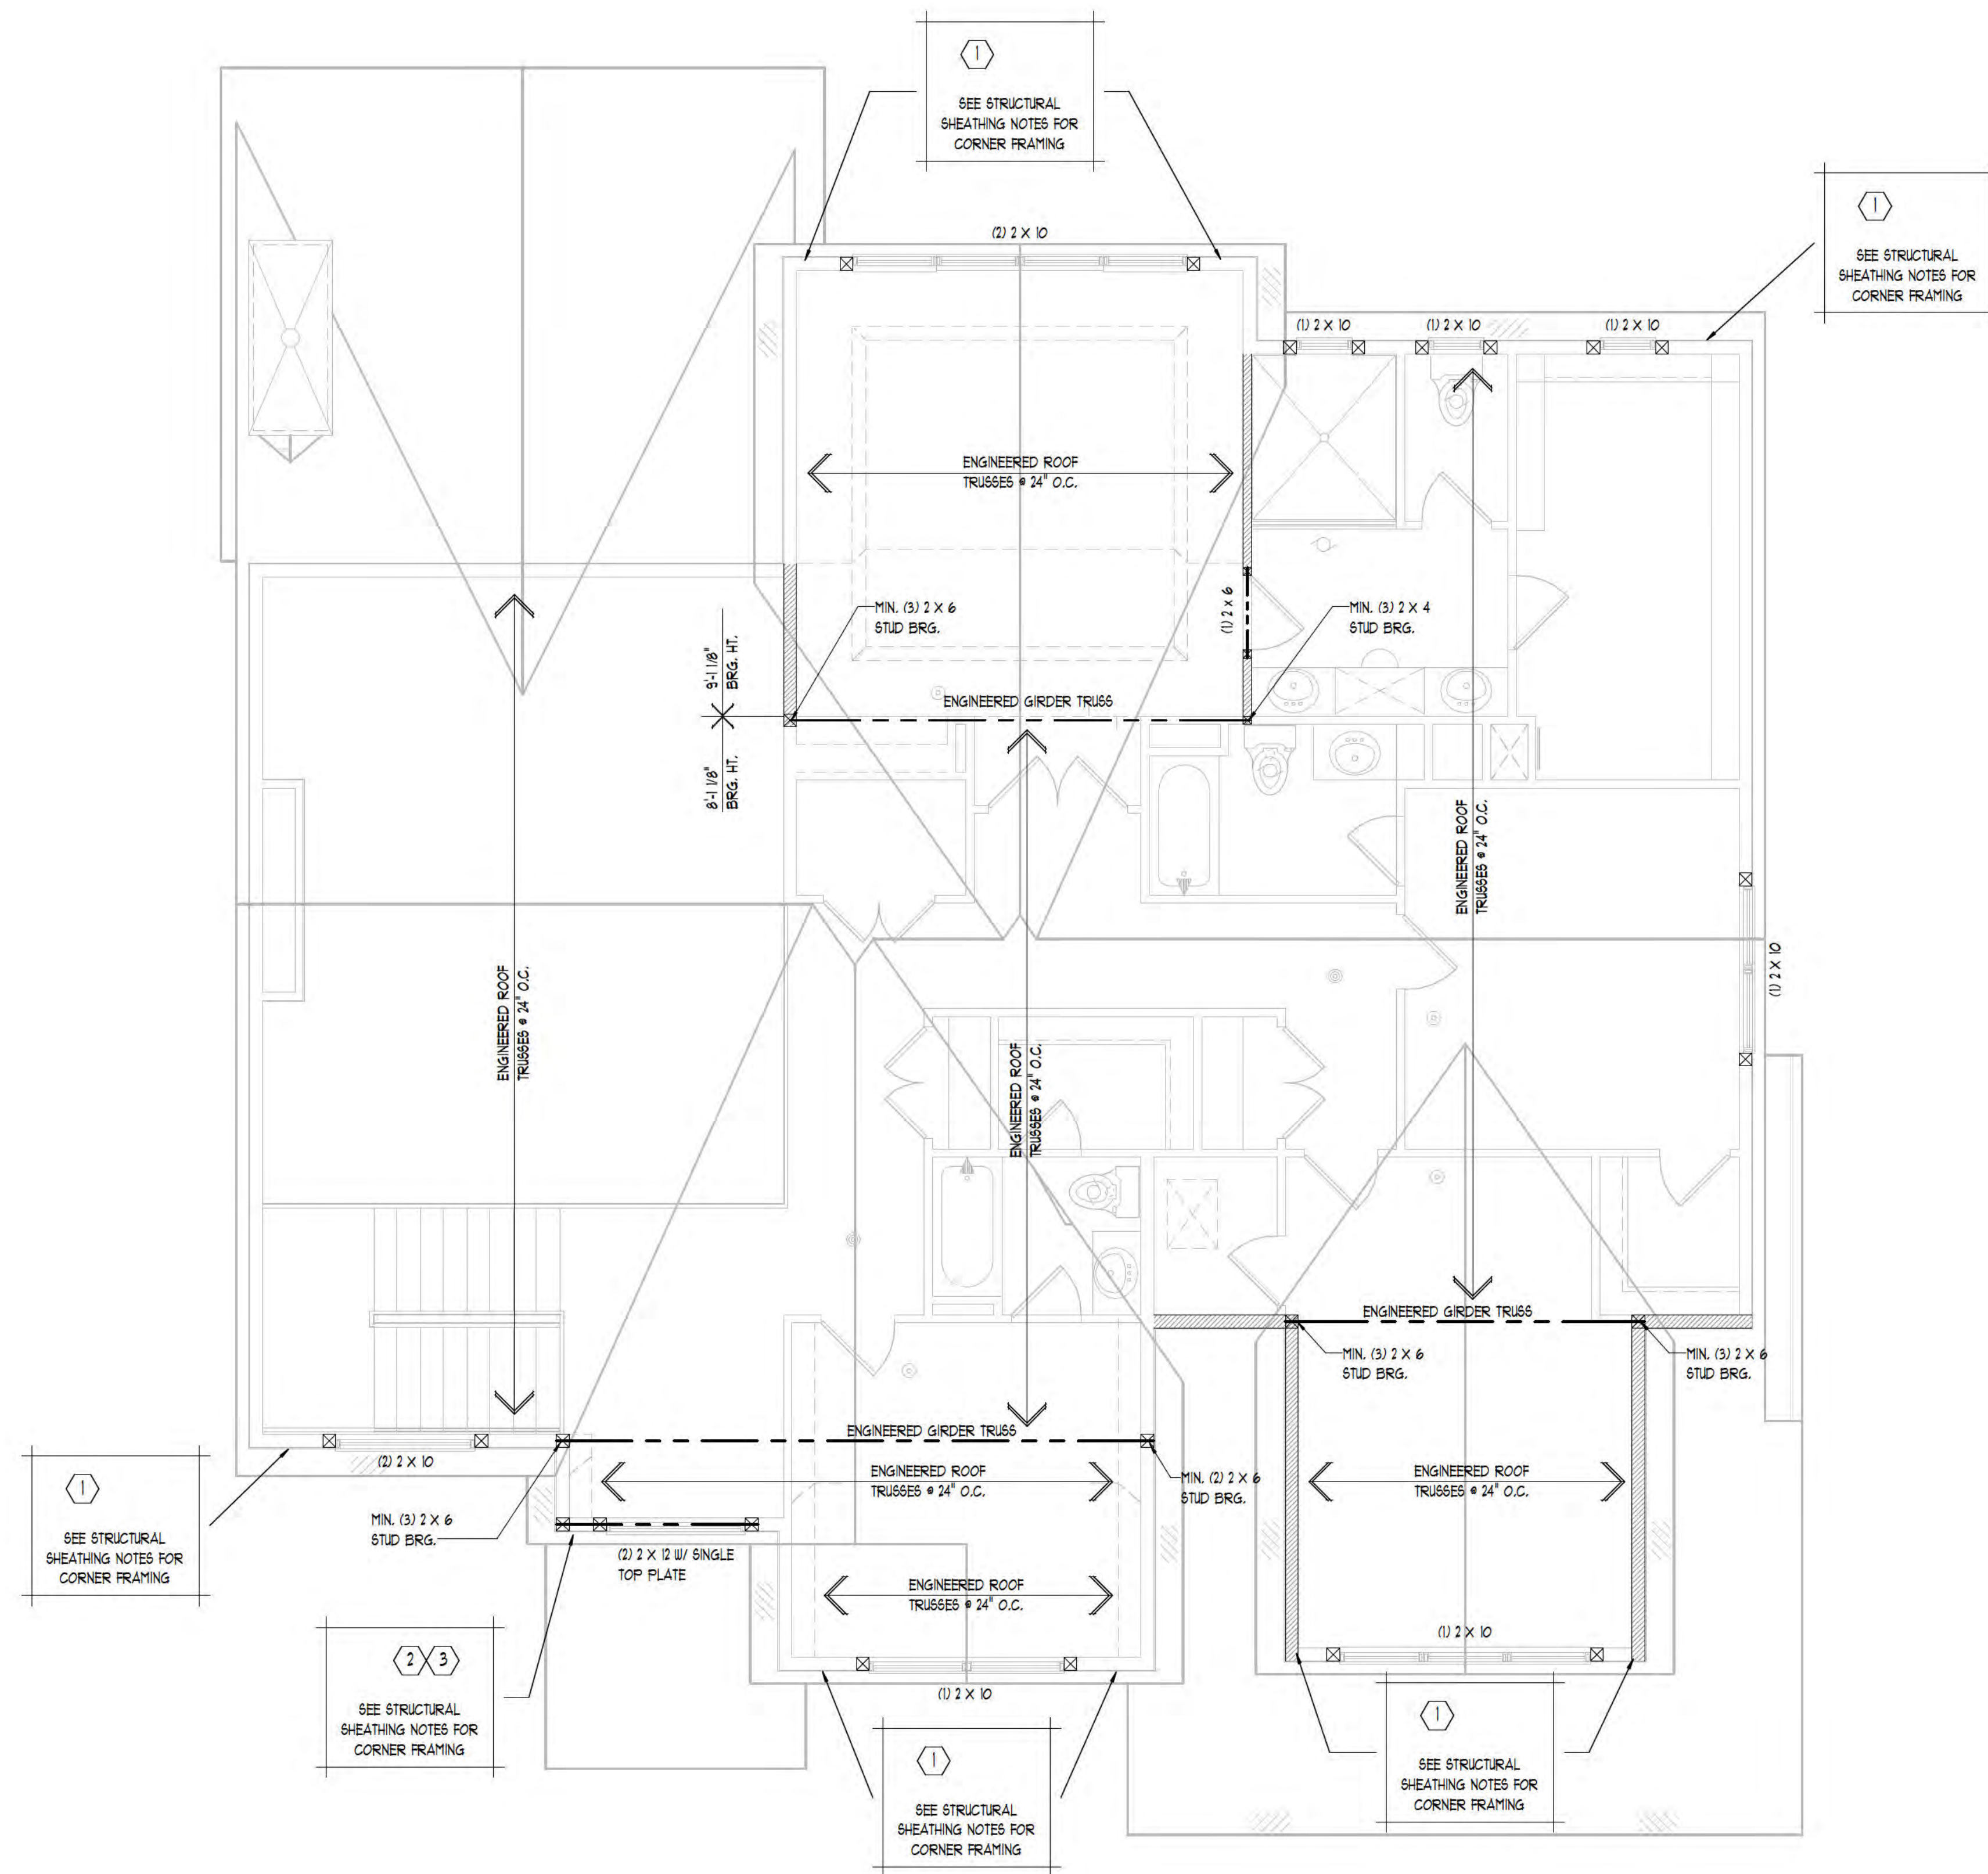 1
SEE STRUCTURAL
SHEATHING NOTES FOR
CORNER FRAMING
1
SEE STRUCTURAL
SHEATHING NOTES FOR
CORNER FRAMING
(2) 2 X 10
(1) 2 X 10
(1) 2 X 10
(1) 2 X 10
ENGINEERED ROOF
TRUSSES @ 24" O.C.
MIN. (3) 2 X 6
STUD BRG.
(1) 2 X 6
MIN. (3) 2 X 4
STUD BRG.
9'-1 1/8"
BRG. HT.
8'-1 1/8"
BRG. HT.
ENGINEERED GIRDER TRUSS
ENGINEERED ROOF
TRUSSES @ 24" O.C.
ENGINEERED ROOF
TRUSSES @ 24" O.C.
ENGINEERED ROOF
TRUSSES @ 24" O.C.
(1) 2 X 10
ENGINEERED GIRDER TRUSS
MIN. (3) 2 X 6
STUD BRG.
MIN. (3) 2 X 6
STUD BRG.
ENGINEERED GIRDER TRUSS
(2) 2 X 10
ENGINEERED ROOF
TRUSSES @ 24" O.C.
MIN. (2) 2 X 6
STUD BRG.
ENGINEERED ROOF
TRUSSES @ 24" O.C.
1
SEE STRUCTURAL
SHEATHING NOTES FOR
CORNER FRAMING
MIN. (3) 2 X 6
STUD BRG.
(2) 2 X 12 W/ SINGLE
TOP PLATE
ENGINEERED ROOF
TRUSSES @ 24" O.C.
(1) 2 X 10
2 3
SEE STRUCTURAL
SHEATHING NOTES FOR
CORNER FRAMING
(1) 2 X 10
1
SEE STRUCTURAL
SHEATHING NOTES FOR
CORNER FRAMING
1
SEE STRUCTURAL
SHEATHING NOTES FOR
CORNER FRAMING